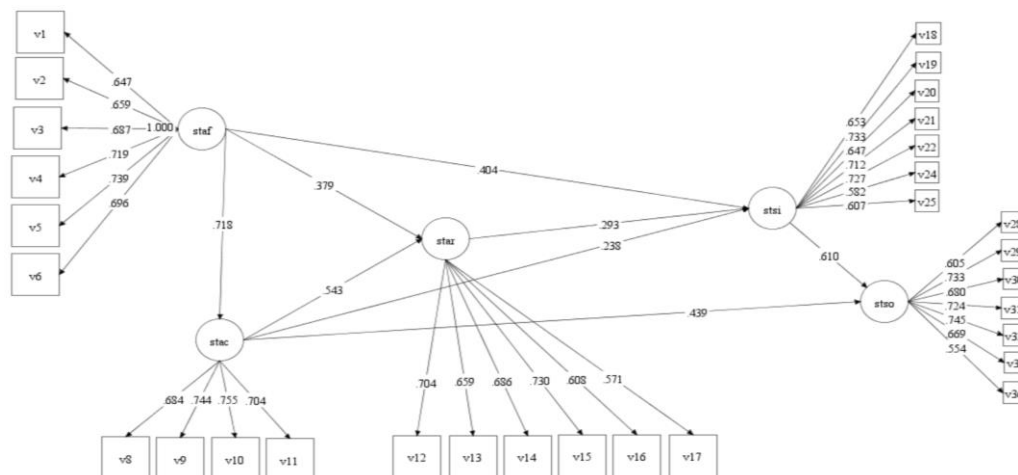 v1
v2
v3
v4
v5
v6
.647
.659
.687
1.000
.719
.739
.696
staf
.404
.379
.718
star
.293
.238
.543
stac
.439
stsi
.610
stso
v18
v19
v20
v21
v22
v24
v25
.653
.733
.647
.712
.727
.582
.607
v29
.605
.733
.680
.724
.745
.669
.554
.684
.744
.755
.704
v8
v9
v10
v11
.704
.659
.686
.730
.608
.571
v12
v13
v14
v15
v16
v17